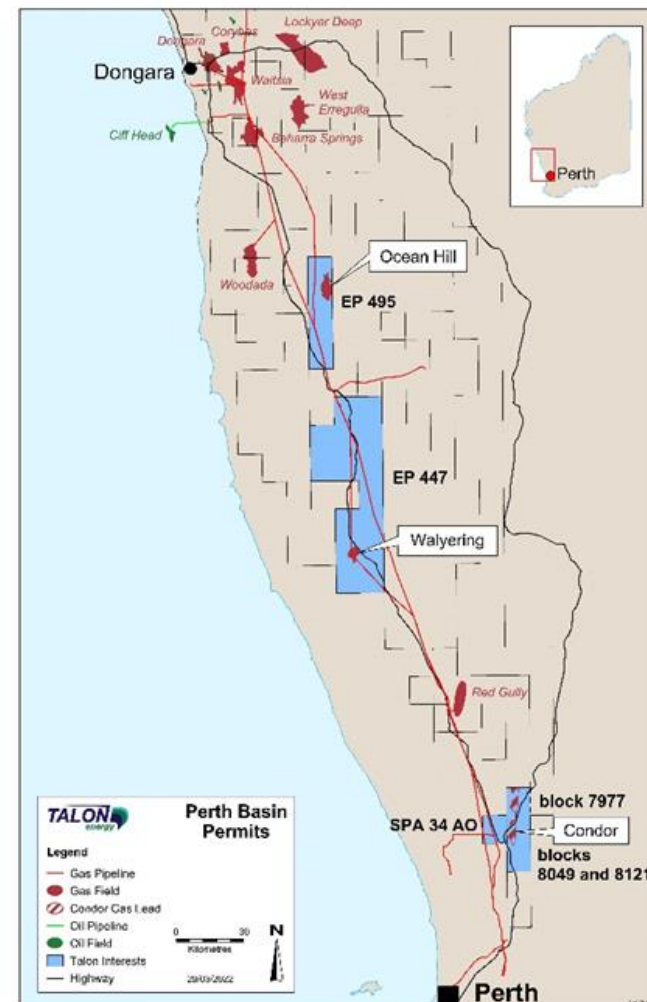 Lockyer Deep
Corybas
Dongara
Dongara
Waitsia
West
Erregulla
Cliff Head
Beharra Springs
Perth
Ocean Hill
Woodada
EP 495
EP 447
Walyering
Red Gully
block 7977
SPA 34 AO
Condor
blocks
8049 and 8121
TALON
energy
Perth Basin
Permits
Legend
Gas Pipeline
Gas Field
Condor Gas Lead
Oil Pipeline
Oil Field
Talon Interests
Highway
0 30
Kilometres
N
Perth